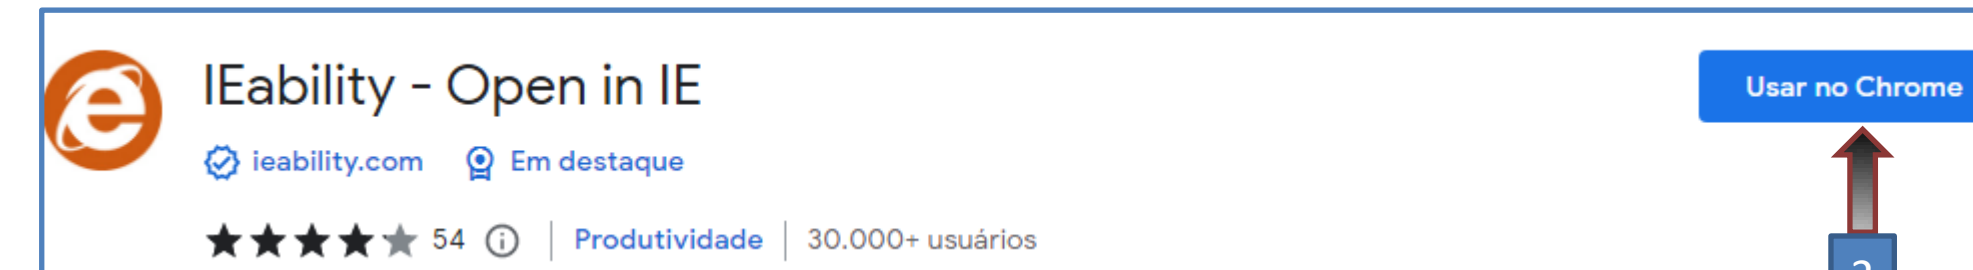 IEability - Open in IE
Usar no Chrome
ieability.com Em destaque
54 Produtividade 30.000+ usuários